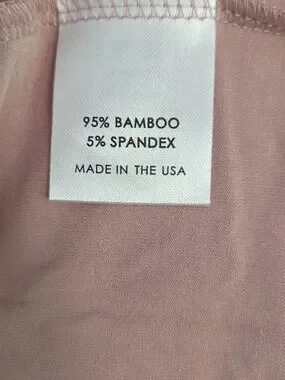 95% BAMBOO
5% SPANDEX
MADE IN THE USA